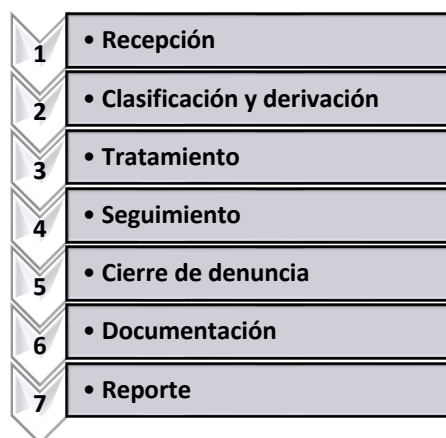 1 • Recepción
2 • Clasificación y derivación
3 • Tratamiento
4 • Seguimiento
5 • Cierre de denuncia
6 • Documentación
7 • Reporte